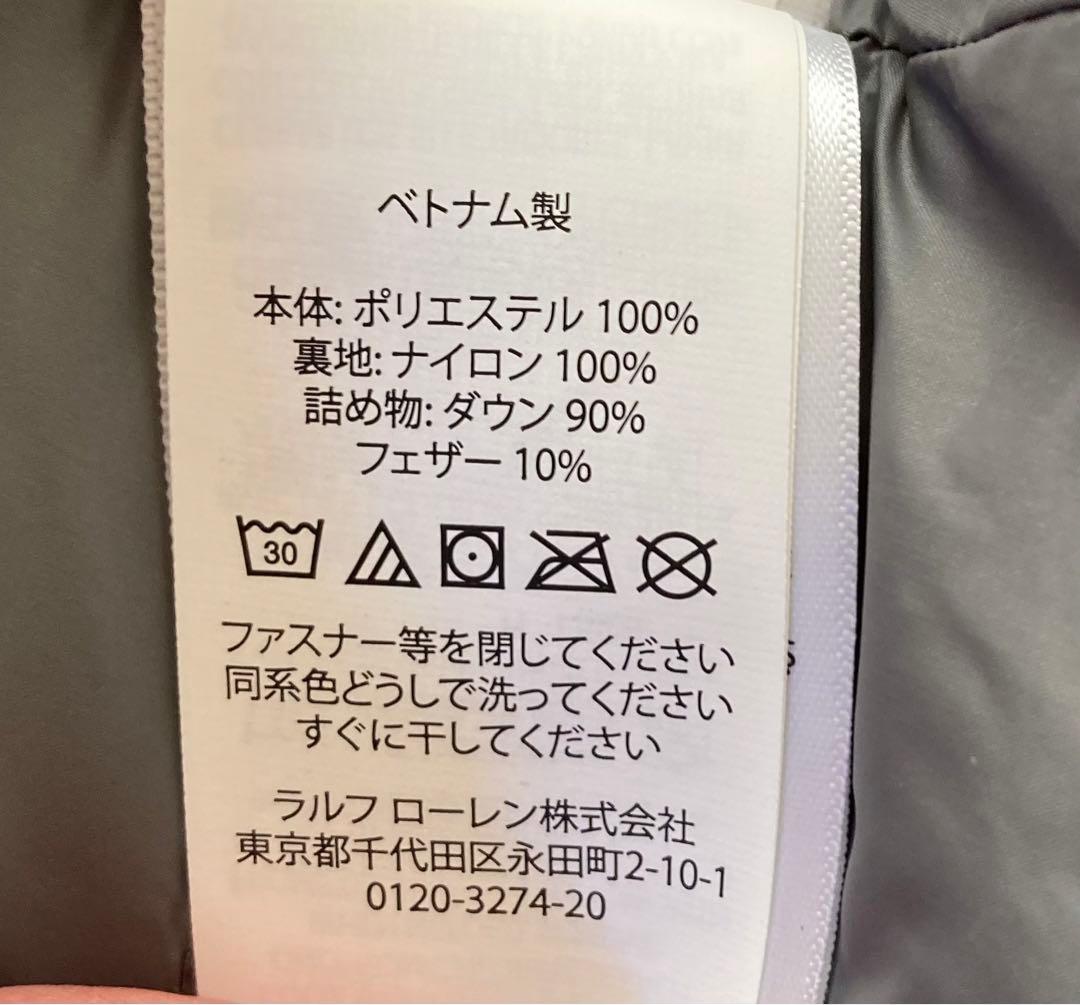 ベトナム製
本体: ポリエステル 100%
裏地: ナイロン 100%
詰め物: ダウン 90%
フェザー 10%
30
ファスナー等を閉じてください
同系色どうしで洗ってください
すぐに干してください
ラルフ ローレン株式会社
東京都千代田区永田町2-10-1
0120-3274-20